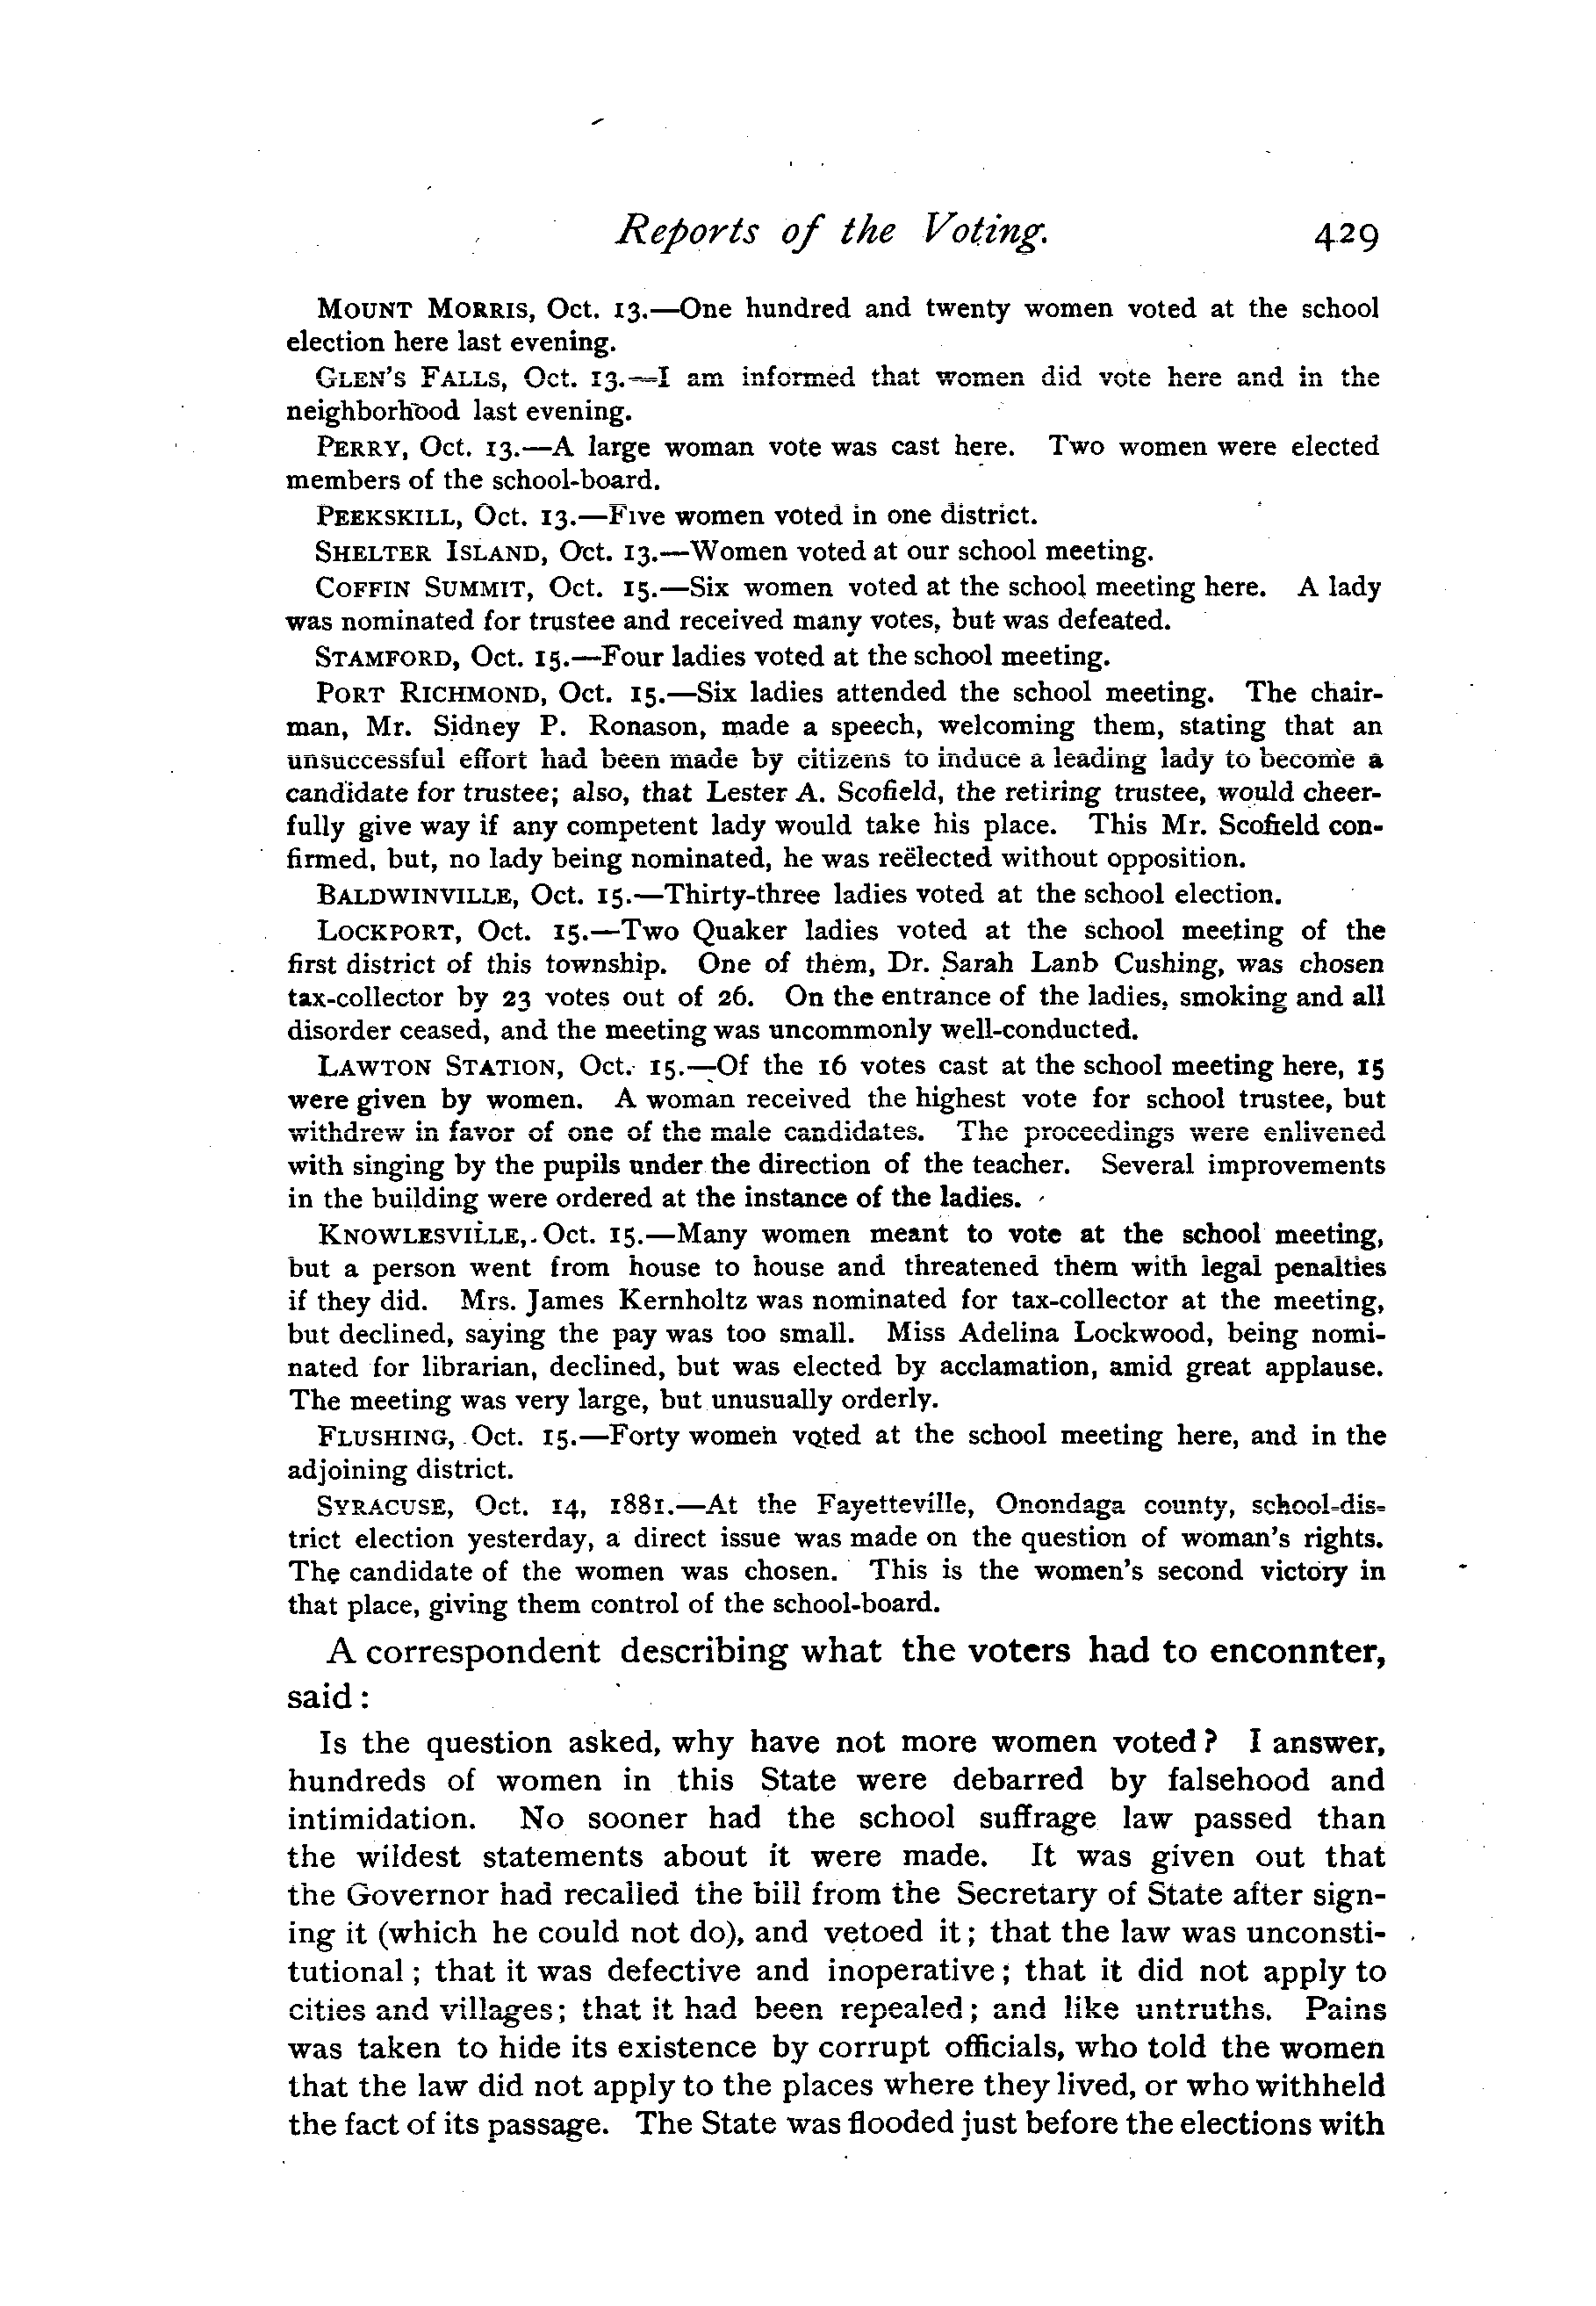 Reports of the Voting. 429
MOUNT MORRIS, Oct. 13.—One hundred and twenty women voted at the school
election here last evening.
GLEN'S FALLS, Oct. 13.—I am informed that women did vote here and in the
neighborhood last evening.
PERRY, Oct. 13.—A large woman vote was cast here. Two women were elected
members of the school-board.
PEEKSKILL, Oct. 13.—Five women voted in one district.
SHELTER ISLAND, Oct. 13.—Women voted at our school meeting.
COFFIN SUMMIT, Oct. 15.—Six women voted at the school meeting here. A lady
was nominated for trustee and received many votes, but was defeated.
STAMFORD, Oct. 15.—Four ladies voted at the school meeting.
PORT RICHMOND, Oct. 15.—Six ladies attended the school meeting. The chair-
man, Mr. Sidney P. Ronason, made a speech, welcoming them, stating that an
unsuccessful effort had been made by citizens to induce a leading lady to become a
candidate for trustee; also, that Lester A. Scofield, the retiring trustee, would cheer-
fully give way if any competent lady would take his place. This Mr. Scofield con-
firmed, but, no lady being nominated, he was reëlected without opposition.
BALDWINVILLE, Oct. 15.—Thirty-three ladies voted at the school election.
LOCKPORT, Oct. 15.—Two Quaker ladies voted at the school meeting of the
first district of this township. One of them, Dr. Sarah Lanb Cushing, was chosen
tax-collector by 23 votes out of 26. On the entrance of the ladies, smoking and all
disorder ceased, and the meeting was uncommonly well-conducted.
LAWTON STATION, Oct. 15.—Of the 16 votes cast at the school meeting here, 15
were given by women. A woman received the highest vote for school trustee, but
withdrew in favor of one of the male candidates. The proceedings were enlivened
with singing by the pupils under the direction of the teacher. Several improvements
in the building were ordered at the instance of the ladies.
KNOWLESVILLE, Oct. 15.—Many women meant to vote at the school meeting,
but a person went from house to house and threatened them with legal penalties
if they did. Mrs. James Kernholtz was nominated for tax-collector at the meeting,
but declined, saying the pay was too small. Miss Adelina Lockwood, being nomi-
nated for librarian, declined, but was elected by acclamation, amid great applause.
The meeting was very large, but unusually orderly.
FLUSHING, Oct. 15.—Forty women voted at the school meeting here, and in the
adjoining district.
SYRACUSE, Oct. 14, 1881.—At the Fayetteville, Onondaga county, school-dis-
trict election yesterday, a direct issue was made on the question of woman's rights.
The candidate of the women was chosen. This is the women's second victory in
that place, giving them control of the school-board.
A correspondent describing what the voters had to enconnter,
said :
Is the question asked, why have not more women voted? I answer,
hundreds of women in this State were debarred by falsehood and
intimidation. No sooner had the school suffrage law passed than
the wildest statements about it were made. It was given out that
the Governor had recalled the bill from the Secretary of State after sign-
ing it (which he could not do), and vetoed it; that the law was unconsti-
tutional; that it was defective and inoperative; that it did not apply to
cities and villages; that it had been repealed; and like untruths. Pains
was taken to hide its existence by corrupt officials, who told the women
that the law did not apply to the places where they lived, or who withheld
the fact of its passage. The State was flooded just before the elections with